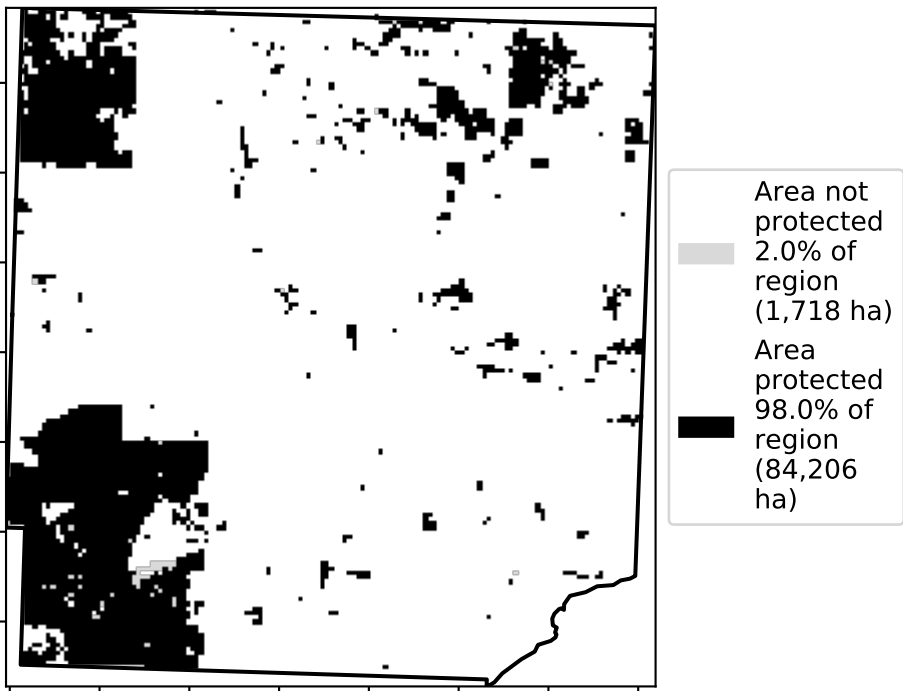 Area not
protected
2.0% of
region
(1,718 ha)
Area
protected
98.0% of
region
(84,206
ha)